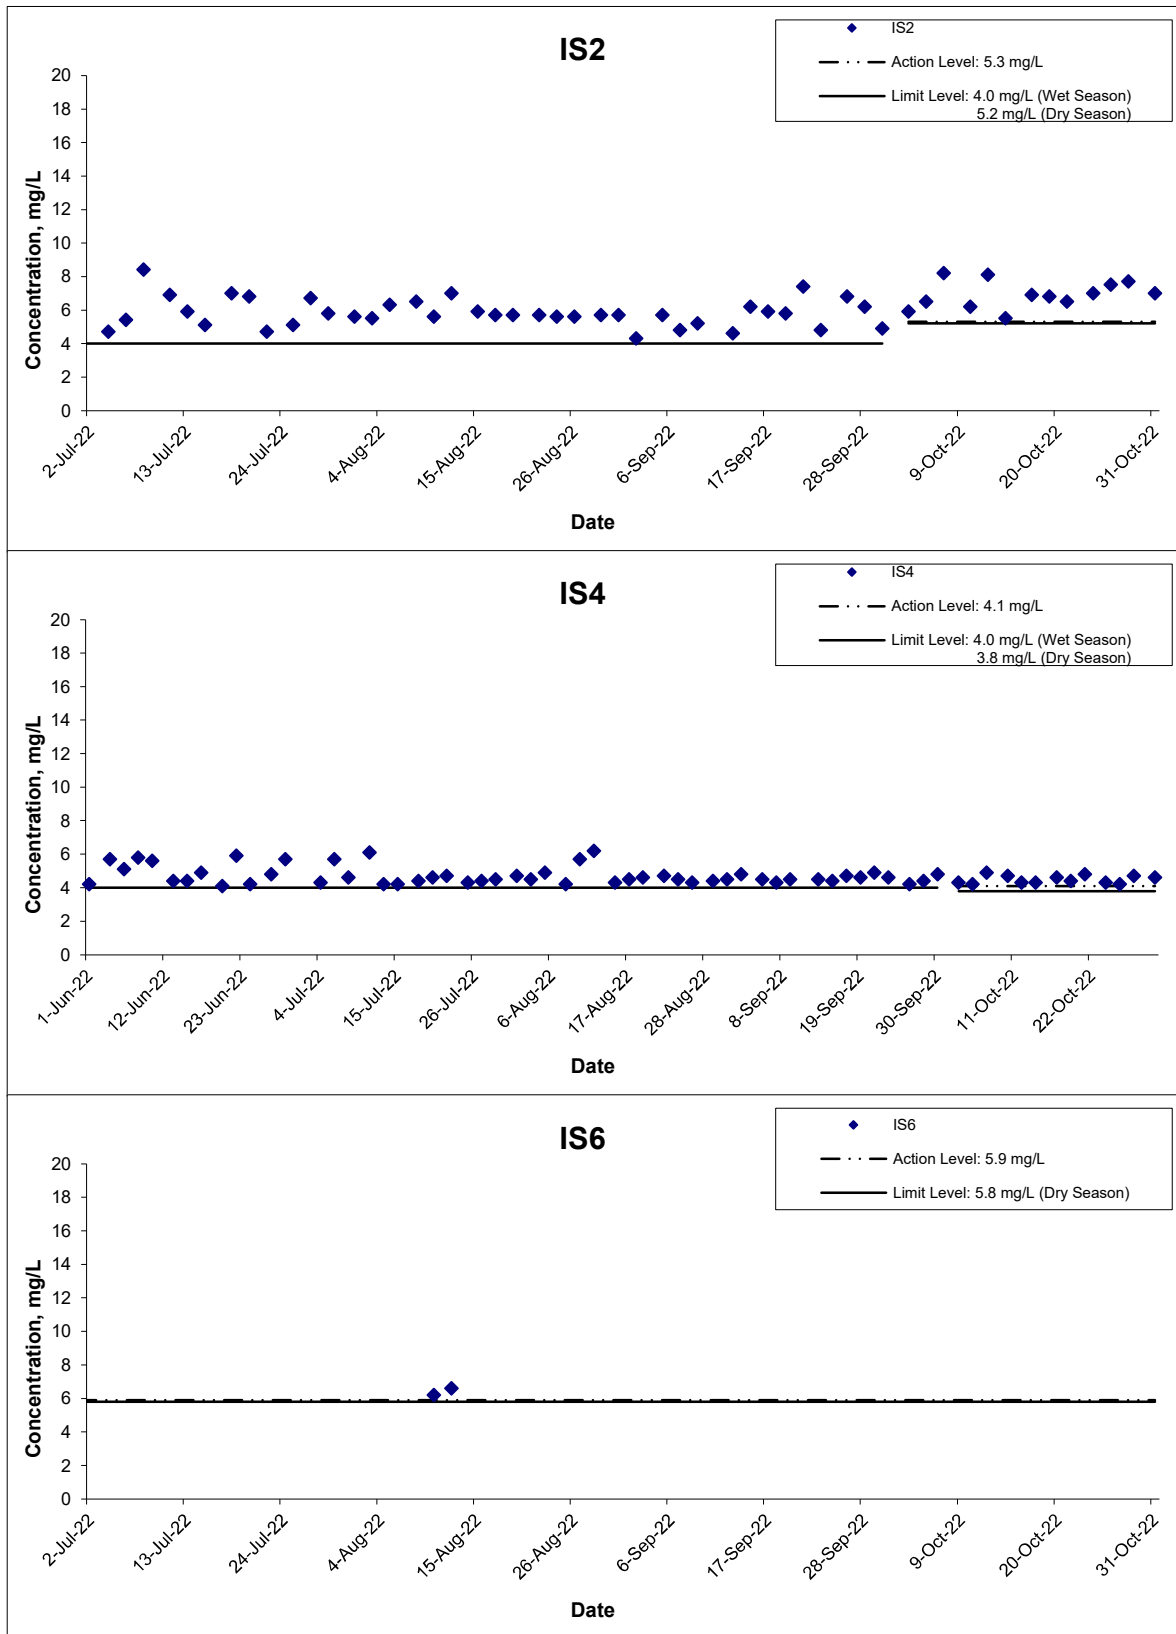 IS2
IS2
Action Level: 5.3 mg/L
Limit Level: 4.0 mg/L (Wet Season)
5.2 mg/L (Dry Season)
Concentration, mg/L
20
18
16
14
12
10
8
6
4
2
0
2-Jul-22
13-Jul-22
24-Jul-22
4-Aug-22
15-Aug-22
26-Aug-22
6-Sep-22
17-Sep-22
28-Sep-22
9-Oct-22
20-Oct-22
31-Oct-22
Date
IS4
IS4
Action Level: 4.1 mg/L
Limit Level: 4.0 mg/L (Wet Season)
3.8 mg/L (Dry Season)
Concentration, mg/L
20
18
16
14
12
10
8
6
4
2
0
1-Jun-22
12-Jun-22
23-Jun-22
4-Jul-22
15-Jul-22
26-Jul-22
6-Aug-22
17-Aug-22
28-Aug-22
8-Sep-22
19-Sep-22
30-Sep-22
11-Oct-22
22-Oct-22
Date
IS6
IS6
Action Level: 5.9 mg/L
Limit Level: 5.8 mg/L (Dry Season)
Concentration, mg/L
20
18
16
14
12
10
8
6
4
2
0
2-Jul-22
13-Jul-22
24-Jul-22
4-Aug-22
15-Aug-22
26-Aug-22
6-Sep-22
17-Sep-22
28-Sep-22
9-Oct-22
20-Oct-22
31-Oct-22
Date